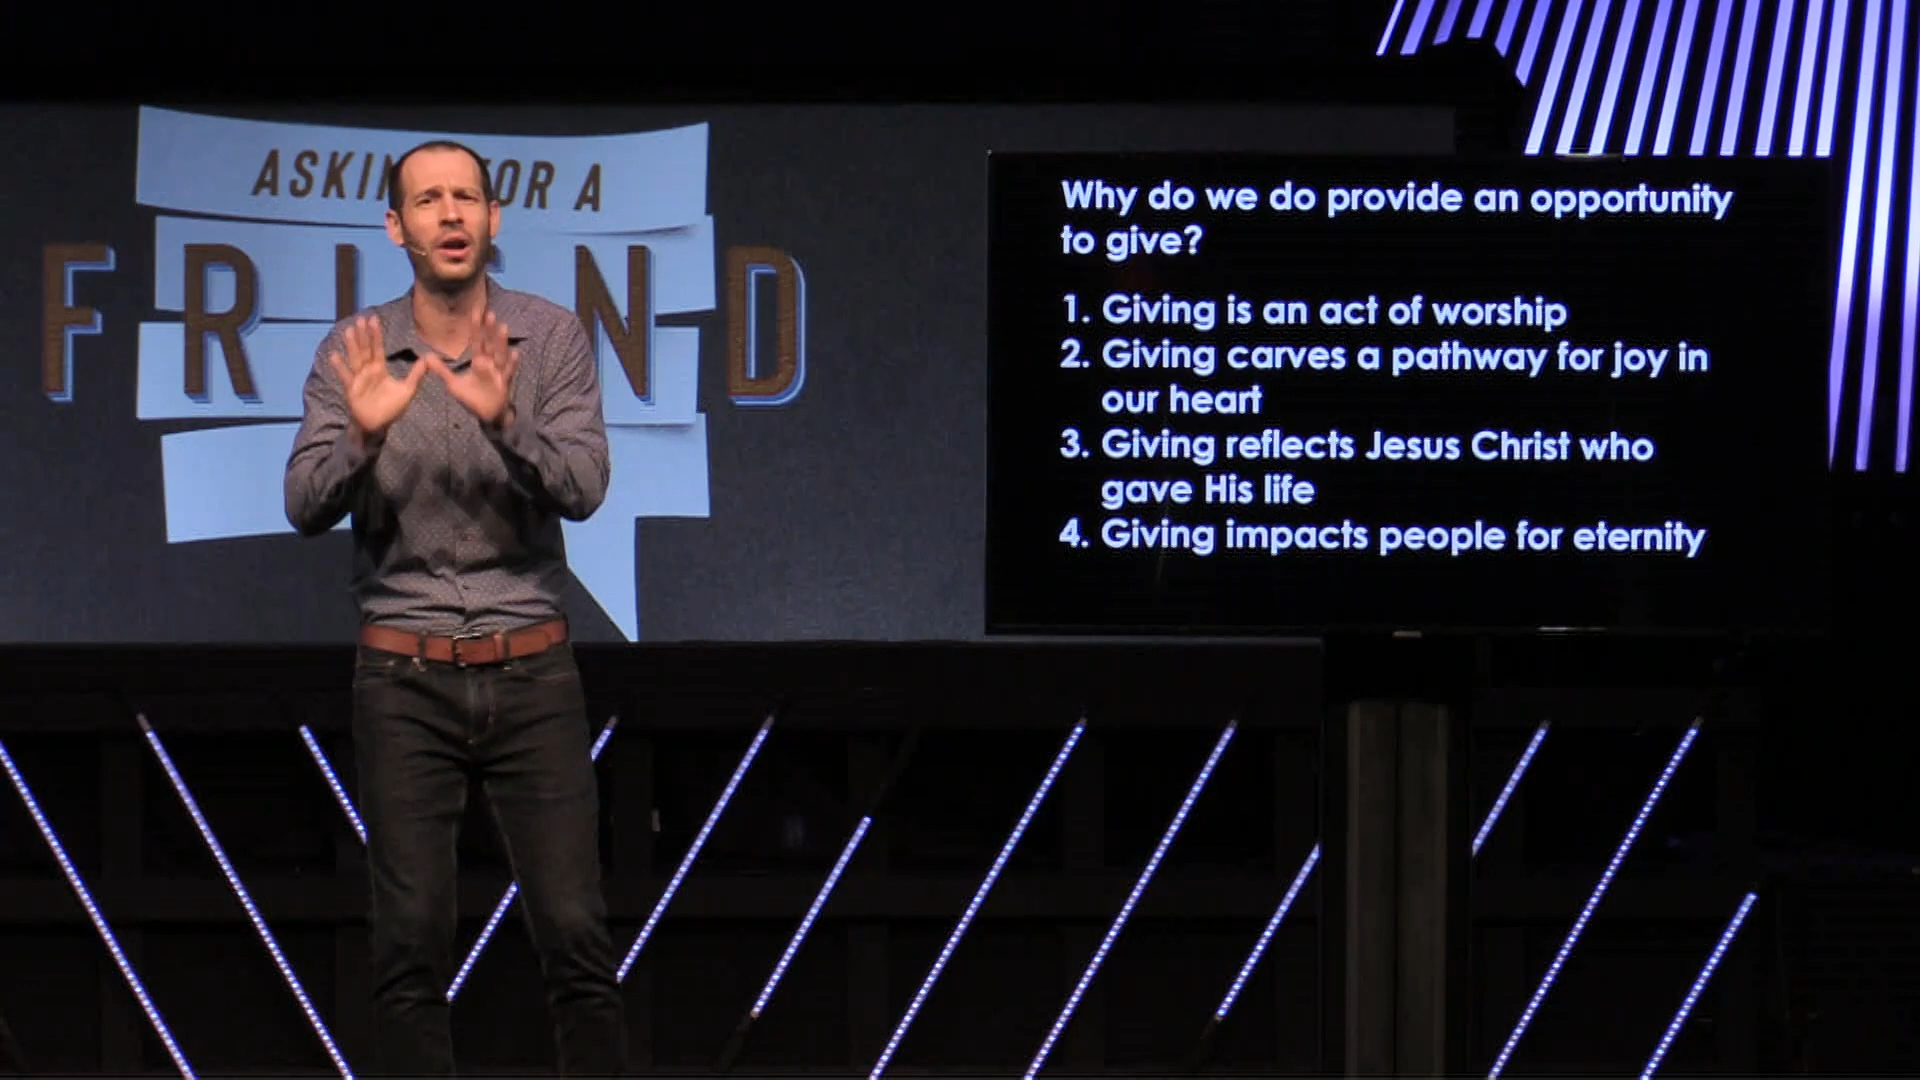 ASKIN FOR A
FRIEND
Why do we do provide an opportunity
to give?
1. Giving is an act of worship
2. Giving carves a pathway for joy in
our heart
3. Giving reflects Jesus Christ who
gave His life
4. Giving impacts people for eternity